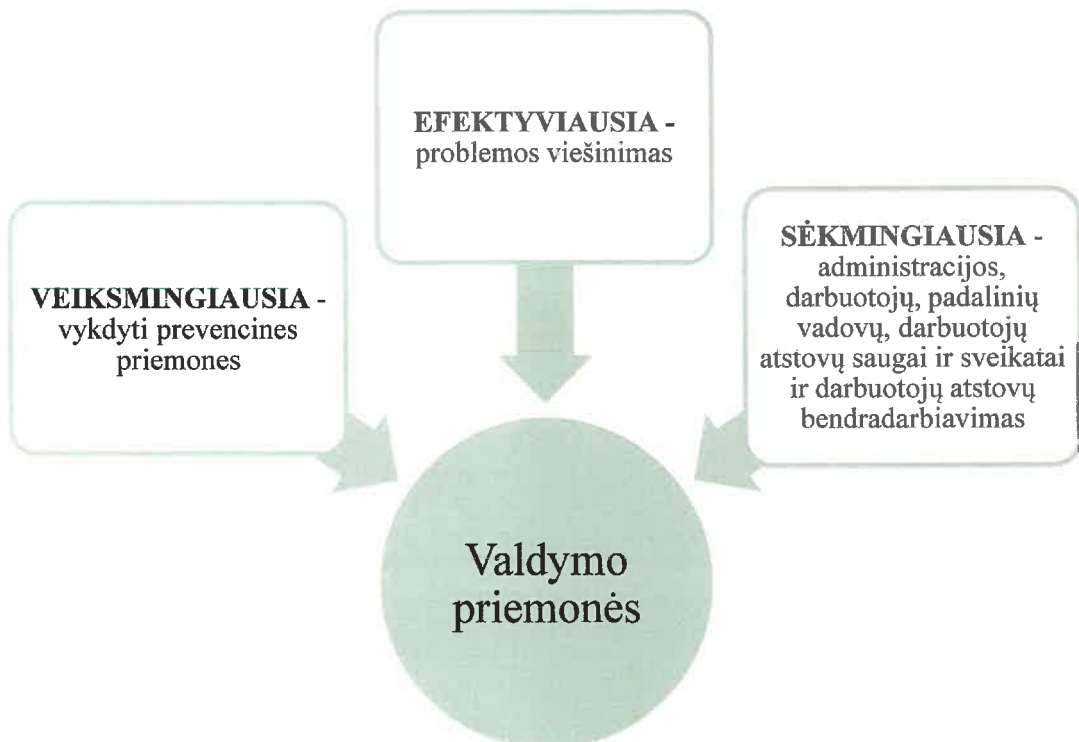 EFEKTYVIAUSIA -
problemos viešinimas
VEIKSMINGIAUSIA -
vykdyti prevencines
priemones
SĖKMINGIAUSIA -
administracijos,
darbuotojų, padalinių
vadovų, darbuotojų
atstovų saugai ir sveikatai
ir darbuotojų atstovų
bendradarbiavimas
Valdymo
priemonės